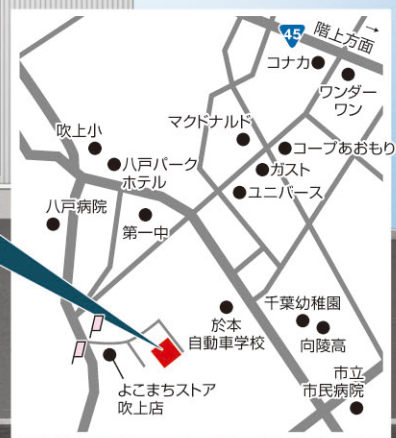 45
階上方面
→
コナカ
ワンダー
ワン
マクドナルド
吹上小
コープあおもり
八戸パーク
ホテル
ガスト
ユニバース
八戸病院
第一中
千葉幼稚園
於本
自動車学校
向陵高
市立
市民病院
よこまちストア
吹上店